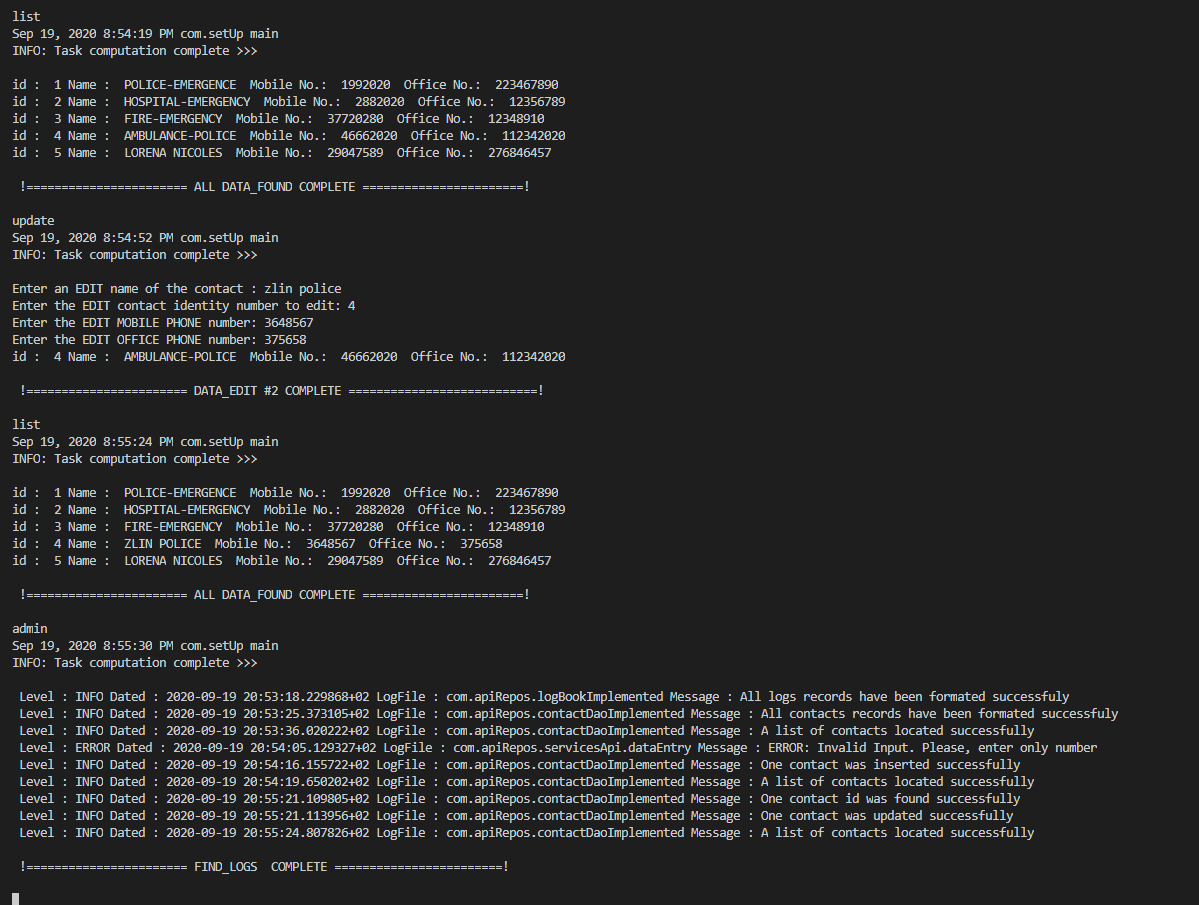 list
Sep 19, 2020 8:54:19 PM com.setUp main
INFO: Task computation complete >>>
id :  1 Name :  POLICE-EMERGENCE  Mobile No.:  1992020  Office No.:  223467890
id :  2 Name :  HOSPITAL-EMERGENCY  Mobile No.:  2882020  Office No.:  12356789
id :  3 Name :  FIRE-EMERGENCY  Mobile No.:  37720280  Office No.:  12348910
id :  4 Name :  AMBULANCE-POLICE  Mobile No.:  46662020  Office No.:  112342020
id :  5 Name :  LORENA NICOLES  Mobile No.:  29047589  Office No.:  276846457
!======================= ALL DATA_FOUND COMPLETE =======================!
update
Sep 19, 2020 8:54:52 PM com.setUp main
INFO: Task computation complete >>>
Enter an EDIT name of the contact : zlin police
Enter the EDIT contact identity number to edit: 4
Enter the EDIT MOBILE PHONE number: 3648567
Enter the EDIT OFFICE PHONE number: 375658
id :  4 Name :  AMBULANCE-POLICE  Mobile No.:  46662020  Office No.:  112342020
!======================= DATA_EDIT #2 COMPLETE ===========================!
list
Sep 19, 2020 8:55:24 PM com.setUp main
INFO: Task computation complete >>>
id :  1 Name :  POLICE-EMERGENCE  Mobile No.:  1992020  Office No.:  223467890
id :  2 Name :  HOSPITAL-EMERGENCY  Mobile No.:  2882020  Office No.:  12356789
id :  3 Name :  FIRE-EMERGENCY  Mobile No.:  37720280  Office No.:  12348910
id :  4 Name :  ZLIN POLICE  Mobile No.:  3648567  Office No.:  375658
id :  5 Name :  LORENA NICOLES  Mobile No.:  29047589  Office No.:  276846457
!======================= ALL DATA_FOUND COMPLETE =======================!
admin
Sep 19, 2020 8:55:30 PM com.setUp main
INFO: Task computation complete >>>
Level : INFO Dated : 2020-09-19 20:53:18.229868+02 LogFile : com.apiRepos.logBookImplemented Message : All logs records have been formated successfuly
Level : INFO Dated : 2020-09-19 20:53:25.373105+02 LogFile : com.apiRepos.contactDaoImplemented Message : All contacts records have been formated successfuly
Level : INFO Dated : 2020-09-19 20:53:36.020222+02 LogFile : com.apiRepos.contactDaoImplemented Message : A list of contacts located successfully
Level : ERROR Dated : 2020-09-19 20:54:05.129327+02 LogFile : com.apiRepos.servicesApi.dataEntry Message : ERROR: Invalid Input. Please, enter only number
Level : INFO Dated : 2020-09-19 20:54:16.155722+02 LogFile : com.apiRepos.contactDaoImplemented Message : One contact was inserted successfully
Level : INFO Dated : 2020-09-19 20:54:19.650202+02 LogFile : com.apiRepos.contactDaoImplemented Message : A list of contacts located successfully
Level : INFO Dated : 2020-09-19 20:55:21.109805+02 LogFile : com.apiRepos.contactDaoImplemented Message : One contact id was found successfully
Level : INFO Dated : 2020-09-19 20:55:21.113956+02 LogFile : com.apiRepos.contactDaoImplemented Message : One contact was updated successfully
Level : INFO Dated : 2020-09-19 20:55:24.807826+02 LogFile : com.apiRepos.contactDaoImplemented Message : A list of contacts located successfully
!======================= FIND_LOGS  COMPLETE ========================!